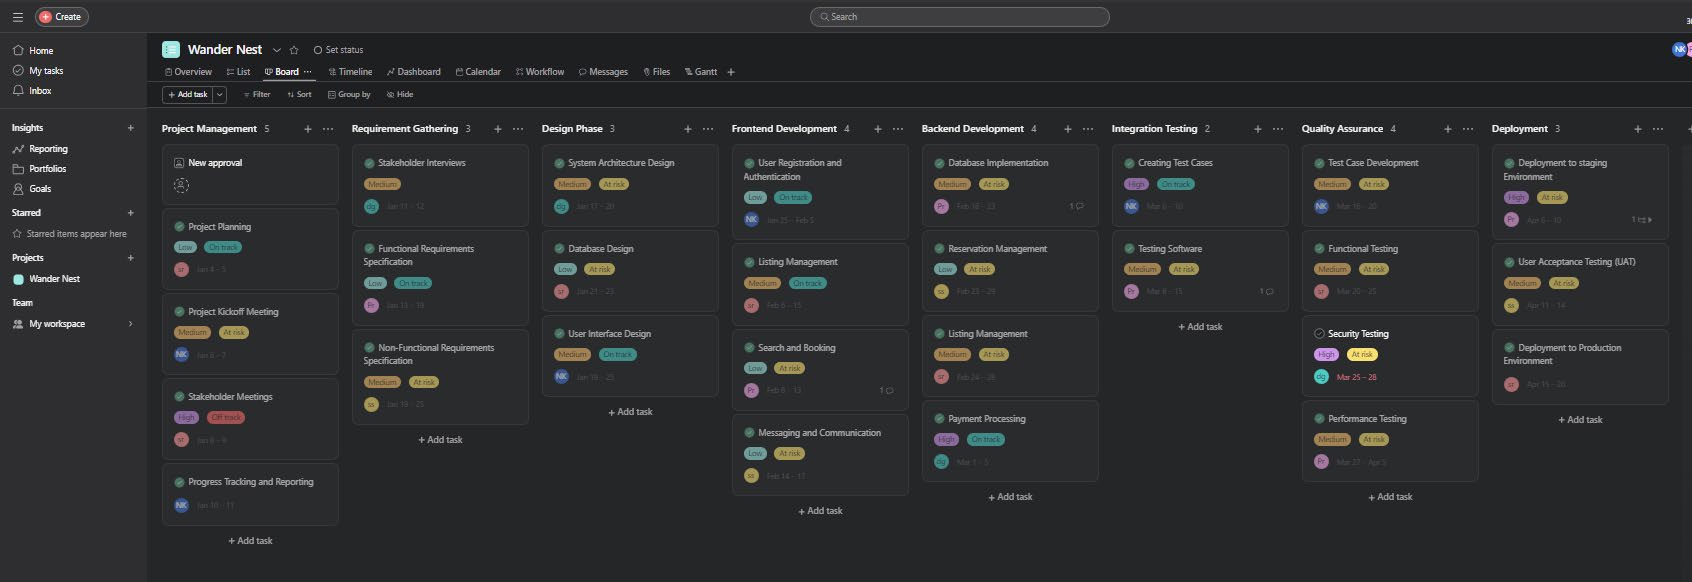 Create
Search
Home
My tasks
Inbox
Insights
Reporting
Portfolios
Goals
Starred
Starred items appear here
Projects
Wander Nest
Team
My workspace
Wander Nest
Set status
NK
Overview List Board Timeline Dashboard Calendar Workflow Messages Files Gantt
Add task Filter Sort Group by Hide
Project Management 5
New approval
Project Planning
Low On track
sr Jan 4 - 5
Project Kickoff Meeting
Medium At risk
NK Jan 6 - 7
Stakeholder Meetings
High Off track
sr Jan 8 - 9
Progress Tracking and Reporting
NK Jan 10 - 11
+ Add task
Requirement Gathering 3
Stakeholder Interviews
Medium
dg Jan 11 - 12
Functional Requirements
Specification
Low On track
Pr Jan 13 - 19
Non-Functional Requirements
Specification
Medium At risk
ss Jan 19 - 25
+ Add task
Design Phase 3
System Architecture Design
Medium At risk
dg Jan 17 - 20
Database Design
Low At risk
sr Jan 21 - 23
User Interface Design
Medium On track
NK Jan 19 - 25
+ Add task
Frontend Development 4
User Registration and
Authentication
Low On track
NK Jan 25 - Feb 5
Listing Management
Medium On track
sr Feb 6 - 15
Search and Booking
Low At risk
Pr Feb 8 - 13 1
Messaging and Communication
Low At risk
ss Feb 14 - 17
+ Add task
Backend Development 4
Database Implementation
Medium At risk
Pr Feb 18 - 23 1
Reservation Management
Low At risk
ss Feb 23 - 29
Listing Management
Medium At risk
sr Feb 24 - 28
Payment Processing
High On track
dg Mar 1 - 5
+ Add task
Integration Testing 2
Creating Test Cases
High On track
NK Mar 6 - 10
Testing Software
Medium At risk
Pr Mar 8 - 15 1
+ Add task
Quality Assurance 4
Test Case Development
Medium At risk
NK Mar 16 - 20
Functional Testing
Medium At risk
sr Mar 20 - 25
Security Testing
High At risk
dg Mar 25 – 28
Performance Testing
Medium At risk
Pr Mar 27 - Apr 5
+ Add task
Deployment 3
Deployment to staging
Environment
High At risk
Pr Apr 6 - 10 1
User Acceptance Testing (UAT)
Medium At risk
ss Apr 11 - 14
Deployment to Production
Environment
sr Apr 15 - 20
+ Add task